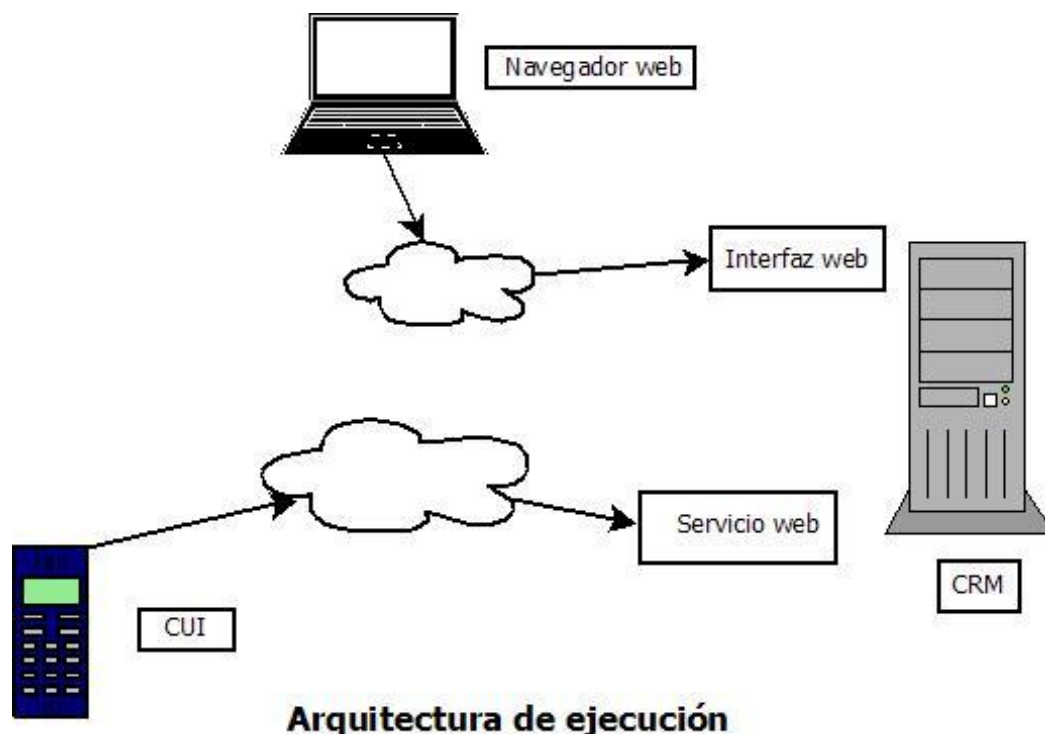 Navegador web
Interfaz web
Servicio web
CRM
CUI
Arquitectura de ejecución